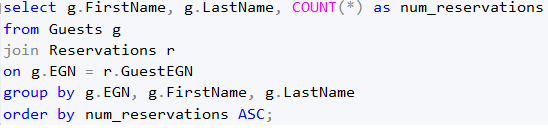 select g.FirstName, g.LastName, COUNT(*) as num_reservations
from Guests g
join Reservations r
on g.EGN = r.GuestEGN
group by g.EGN, g.FirstName, g.LastName
order by num_reservations ASC;